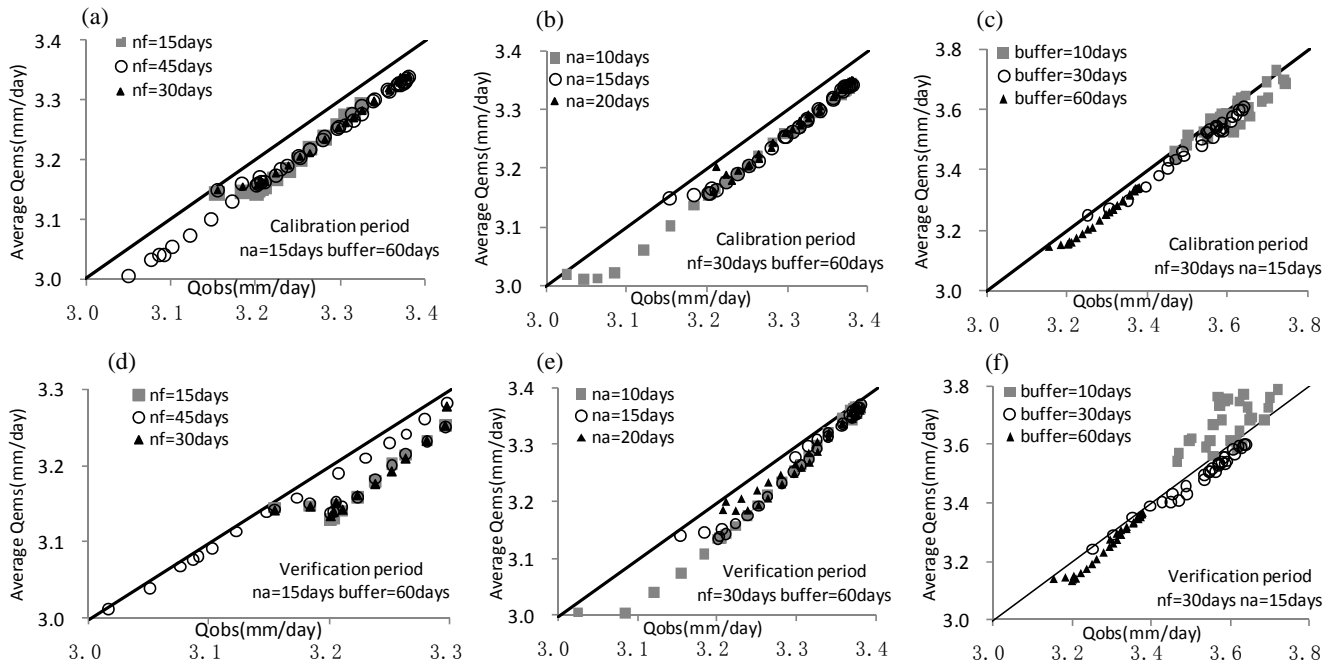 (a)
nf=15days
nf=45days
nf=30days
Average Qems(mm/day)
3.4
3.3
3.2
3.1
3.0
Calibration period
na=15days buffer=60days
Qobs(mm/day)
3.0 3.1 3.2 3.3 3.4
(b)
na=10days
na=15days
na=20days
Average Qems(mm/day)
3.4
3.3
3.2
3.1
3.0
Calibration period
nf=30days buffer=60days
Qobs(mm/day)
3.0 3.1 3.2 3.3 3.4
(c)
buffer=10days
buffer=30days
buffer=60days
Average Qems(mm/day)
3.8
3.6
3.4
3.2
3.0
Calibration period
nf=30days na=15days
Qobs(mm/day)
3.0 3.2 3.4 3.6 3.8
(d)
nf=15days
nf=45days
nf=30days
Average Qems(mm/day)
3.3
3.2
3.1
3.0
Verification period
na=15days buffer=60days
Qobs(mm/day)
3.0 3.1 3.2 3.3
(e)
na=10days
na=15days
na=20days
Average Qems(mm/day)
3.4
3.3
3.2
3.1
3.0
Verification period
nf=30days buffer=60days
Qobs(mm/day)
3.0 3.1 3.2 3.3 3.4
(f)
buffer=10days
buffer=30days
buffer=60days
Average Qems(mm/day)
3.8
3.6
3.4
3.2
3.0
Verification period
nf=30days na=15days
Qobs(mm/day)
3.0 3.2 3.4 3.6 3.8